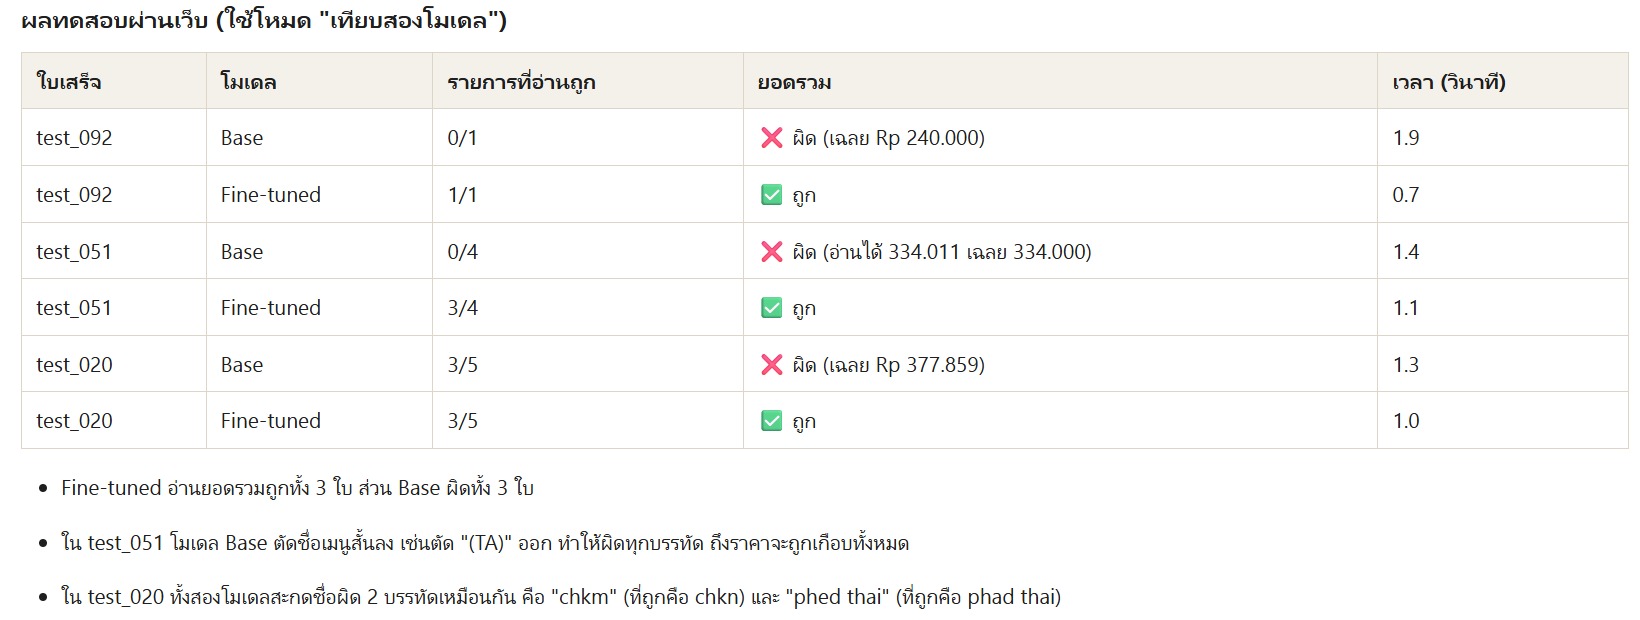 ผลทดสอบผ่านเว็บ (ใช้โหมด "เทียบสองโมเดล")
ใบเสร็จ โมเดล รายการที่อ่านถูก ยอดรวม เวลา (วินาที)
test_092 Base 0/1 ❌ ผิด (เฉลย Rp 240.000) 1.9
test_092 Fine-tuned 1/1 ✅ ถูก 0.7
test_051 Base 0/4 ❌ ผิด (อ่านได้ 334.011 เฉลย 334.000) 1.4
test_051 Fine-tuned 3/4 ✅ ถูก 1.1
test_020 Base 3/5 ❌ ผิด (เฉลย Rp 377.859) 1.3
test_020 Fine-tuned 3/5 ✅ ถูก 1.0
• Fine-tuned อ่านยอดรวมถูกทั้ง 3 ใบ ส่วน Base ผิดทั้ง 3 ใบ
• ใน test_051 โมเดล Base ตัดชื่อเมนูสั้นลง เช่นตัด "(TA)" ออก ทำให้ผิดทุกบรรทัด ถึงราคาจะถูกเกือบทั้งหมด
• ใน test_020 ทั้งสองโมเดลสะกดชื่อผิด 2 บรรทัดเหมือนกัน คือ "chkm" (ที่ถูกคือ chkn) และ "phed thai" (ที่ถูกคือ phad thai)